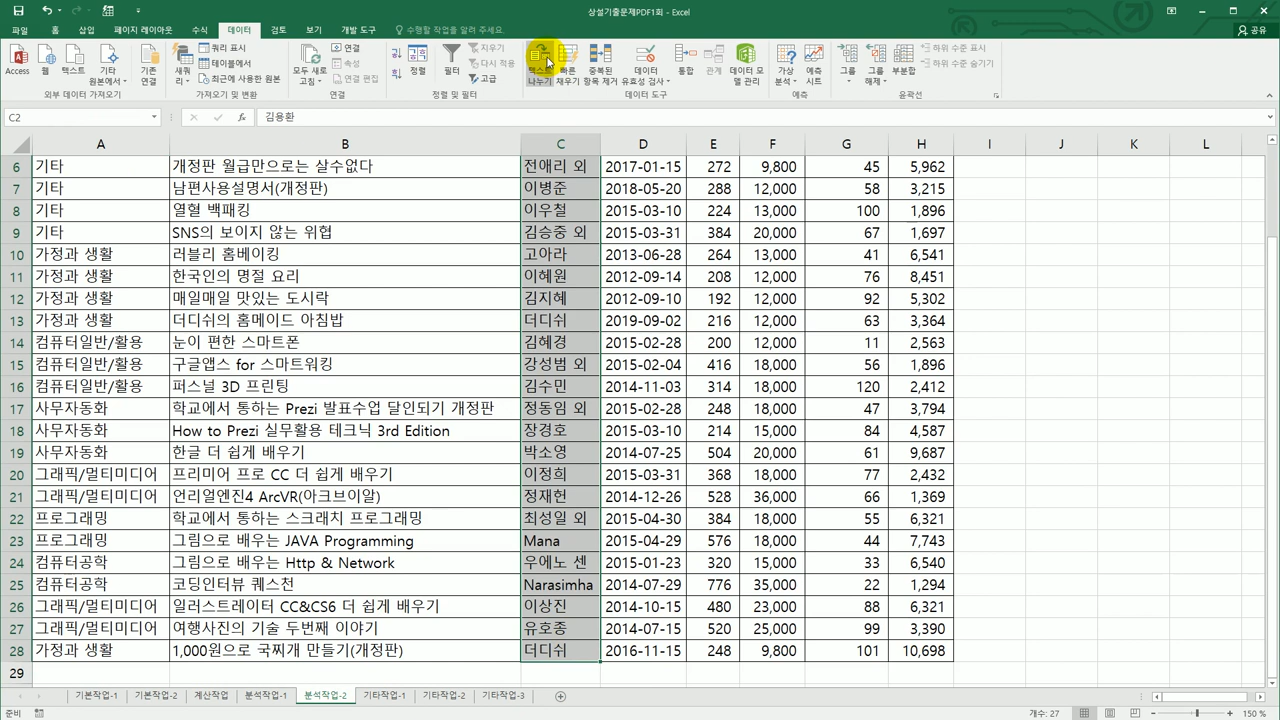 상설기출문제PDF1회 - Excel
파일 홈 삽입 페이지 레이아웃 수식 데이터 검토 보기 개발 도구 수행할 작업을 알려 주세요. 공유
Access 웹 텍스트 기타 원본에서 기존 연결 새 쿼리 쿼리 표시 테이블에서 최근에 사용한 원본 모두 새로 고침 연결 속성 연결 편집 정렬 필터 지우기 다시 적용 고급 텍스트 나누기 빠른 채우기 중복된 항목 제거 데이터 유효성 검사 통합 관계 데이터 모델 관리 가상 분석 예측 시트 그룹 그룹 해제 부분합 하위 수준 표시 하위 수준 숨기기
외부 데이터 가져오기 가져오기 및 변환 연결 정렬 및 필터 데이터 도구 예측 윤곽선
C2 fx 김용환
A B C D E F G H I J K L
6 기타 개정판 월급만으로는 살수없다 전애리 외 2017-01-15 272 9,800 45 5,962
7 기타 남편사용설명서(개정판) 이병준 2018-05-20 288 12,000 58 3,215
8 기타 열혈 백패킹 이우철 2015-03-10 224 13,000 100 1,896
9 기타 SNS의 보이지 않는 위협 김승중 외 2015-03-31 384 20,000 67 1,697
10 가정과 생활 러블리 홈베이킹 고아라 2013-06-28 264 13,000 41 6,541
11 가정과 생활 한국인의 명절 요리 이혜원 2012-09-14 208 12,000 76 8,451
12 가정과 생활 매일매일 맛있는 도시락 김지혜 2012-09-10 192 12,000 92 5,302
13 가정과 생활 더디쉬의 홈메이드 아침밥 더디쉬 2019-09-02 216 12,000 63 3,364
14 컴퓨터일반/활용 눈이 편한 스마트폰 김혜경 2015-02-28 200 12,000 11 2,563
15 컴퓨터일반/활용 구글앱스 for 스마트워킹 강성범 외 2015-02-04 416 18,000 56 1,896
16 컴퓨터일반/활용 퍼스널 3D 프린팅 김수민 2014-11-03 314 18,000 120 2,412
17 사무자동화 학교에서 통하는 Prezi 발표수업 달인되기 개정판 정동임 외 2015-02-28 248 18,000 47 3,794
18 사무자동화 How to Prezi 실무활용 테크닉 3rd Edition 장경호 2015-03-10 214 15,000 84 4,587
19 사무자동화 한글 더 쉽게 배우기 박소영 2014-07-25 504 20,000 61 9,687
20 그래픽/멀티미디어 프리미어 프로 CC 더 쉽게 배우기 이정희 2015-03-31 368 18,000 77 2,432
21 그래픽/멀티미디어 언리얼엔진4 ArcVR(아크브이알) 정재헌 2014-12-26 528 36,000 66 1,369
22 프로그래밍 학교에서 통하는 스크래치 프로그래밍 최성일 외 2015-04-30 384 18,000 55 6,321
23 프로그래밍 그림으로 배우는 JAVA Programming Mana 2015-04-29 576 18,000 44 7,743
24 컴퓨터공학 그림으로 배우는 Http & Network 우에노 센 2015-01-23 320 15,000 33 6,540
25 컴퓨터공학 코딩인터뷰 퀘스천 Narasimha 2014-07-29 776 35,000 22 1,294
26 그래픽/멀티미디어 일러스트레이터 CC&CS6 더 쉽게 배우기 이상진 2014-10-15 480 23,000 88 6,321
27 그래픽/멀티미디어 여행사진의 기술 두번째 이야기 유호종 2014-07-15 520 25,000 99 3,390
28 가정과 생활 1,000원으로 국찌개 만들기(개정판) 더디쉬 2016-11-15 248 9,800 101 10,698
29
기본작업-1 기본작업-2 계산작업 분석작업-1 분석작업-2 기타작업-1 기타작업-2 기타작업-3
준비 개수: 27 150 %